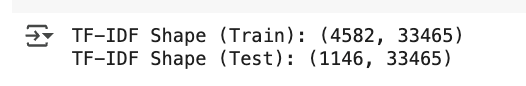 TF-IDF Shape (Train): (4582, 33465)
TF-IDF Shape (Test): (1146, 33465)